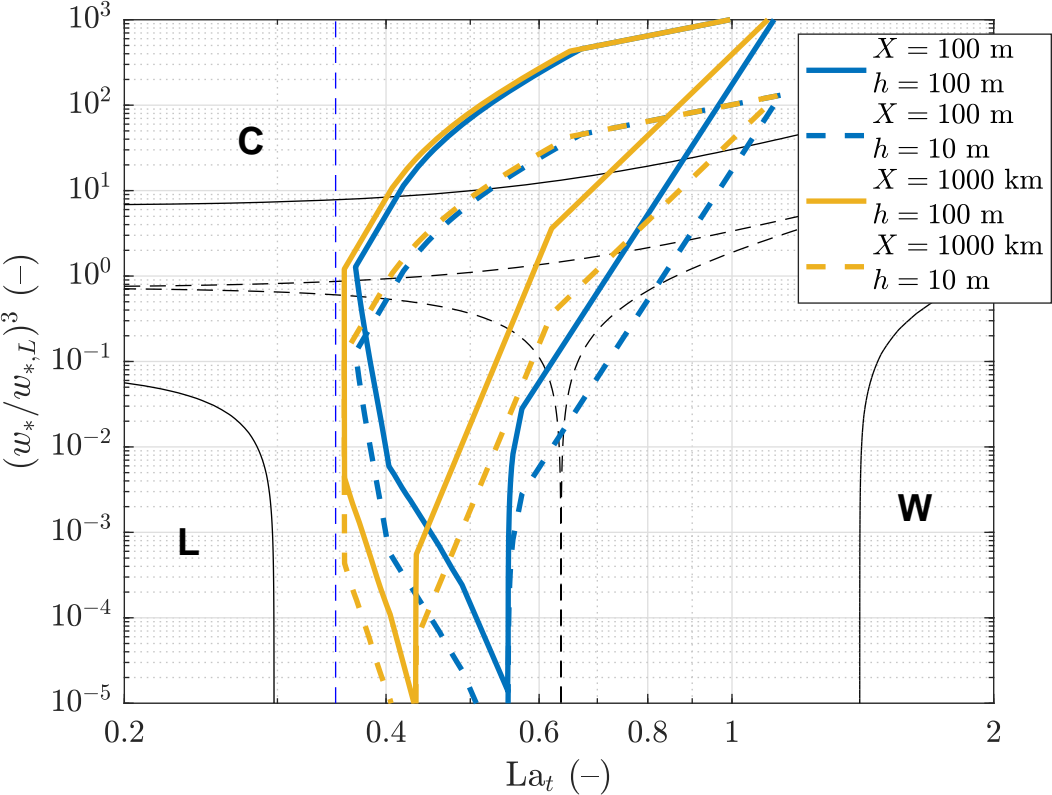 10^3
10^2
10^1
10^0
10^−1
10^−2
10^−3
10^−4
10^−5
(w_*/w_{*,L})^3 (–)
C
L
W
X = 100 m
h = 100 m
X = 100 m
h = 10 m
X = 1000 km
h = 100 m
X = 1000 km
h = 10 m
0.2 0.4 0.6 0.8 1 2
La_t (–)